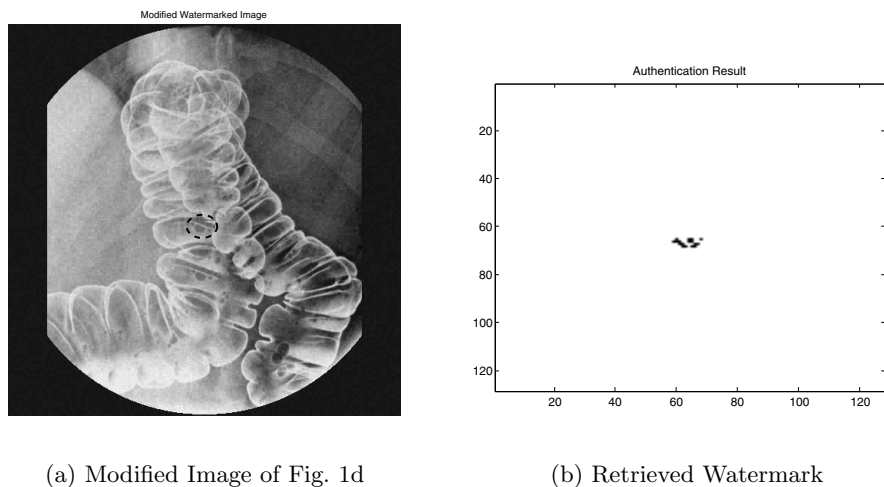 Modified Watermarked Image
Authentication Result
20
40
60
80
100
120
20 40 60 80 100 120
(a) Modified Image of Fig. 1d
(b) Retrieved Watermark